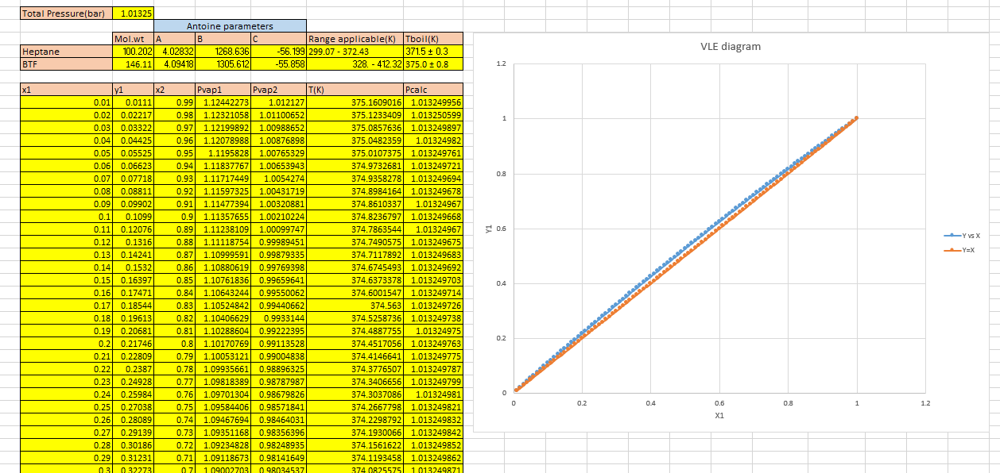 Total Pressure(bar) 1.01325
Antoine parameters
Mol.wt A B C Range applicable(K) Tboil(K)
Heptane 100.202 4.02832 1268.636 -56.199 299.07 - 372.43 371.5 ± 0.3
BTF 146.11 4.09418 1305.612 -55.858 328. - 412.32 375.0 ± 0.8
x1 y1 x2 Pvap1 Pvap2 T(K) Pcalc
0.01 0.0111 0.99 1.12442273 1.012127 375.1609016 1.013249956
0.02 0.02217 0.98 1.12321058 1.01100652 375.1233409 1.013250599
0.03 0.03322 0.97 1.12199892 1.00988652 375.0857636 1.013249897
0.04 0.04425 0.96 1.12078988 1.00876898 375.0482359 1.01324982
0.05 0.05525 0.95 1.1195828 1.00765329 375.0107375 1.013249761
0.06 0.06623 0.94 1.11837767 1.00653943 374.9732681 1.013249721
0.07 0.07718 0.93 1.11717449 1.0054274 374.9358278 1.013249694
0.08 0.08811 0.92 1.11597325 1.00431719 374.8984164 1.013249678
0.09 0.09902 0.91 1.11477394 1.00320881 374.8610337 1.01324967
0.1 0.1099 0.9 1.11357655 1.00210224 374.8236797 1.013249668
0.11 0.12076 0.89 1.11238109 1.00099747 374.7863544 1.01324967
0.12 0.1316 0.88 1.11118754 0.99989451 374.7490575 1.013249675
0.13 0.14241 0.87 1.10999591 0.99879335 374.7117892 1.013249683
0.14 0.1532 0.86 1.10880619 0.99769398 374.6745493 1.013249692
0.15 0.16397 0.85 1.10761836 0.99659641 374.6373378 1.013249703
0.16 0.17471 0.84 1.10643244 0.99550062 374.6001547 1.013249714
0.17 0.18544 0.83 1.10524842 0.99440662 374.563 1.013249726
0.18 0.19613 0.82 1.10406629 0.9933144 374.5258736 1.013249738
0.19 0.20681 0.81 1.10288604 0.99222395 374.4887755 1.01324975
0.2 0.21746 0.8 1.10170769 0.99113528 374.4517056 1.013249763
0.21 0.22809 0.79 1.10053121 0.99004838 374.4146641 1.013249775
0.22 0.2387 0.78 1.09935661 0.98896325 374.3776507 1.013249787
0.23 0.24928 0.77 1.09818389 0.98787987 374.3406656 1.013249799
0.24 0.25984 0.76 1.09701304 0.98679826 374.3037086 1.01324981
0.25 0.27038 0.75 1.09584406 0.98571841 374.2667798 1.013249821
0.26 0.28089 0.74 1.09467694 0.98464031 374.2298792 1.013249832
0.27 0.29139 0.73 1.09351168 0.98356396 374.1930066 1.013249842
0.28 0.30186 0.72 1.09234828 0.98248935 374.1561622 1.013249852
0.29 0.31231 0.71 1.09118673 0.98141649 374.1193458 1.013249862
0.3 0.32273 0.7 1.09002703 0.98034537 374.0825575 1.013249871
VLE diagram
1.2
1
0.8
0.6
0.4
0.2
0
Y1
0 0.2 0.4 0.6 0.8 1 1.2
X1
Y vs X
Y=X